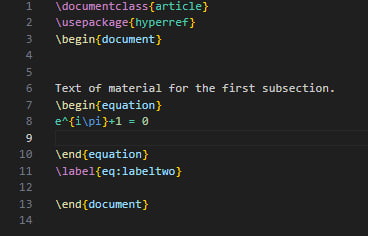 1 \documentclass{article}
2 \usepackage{hyperref}
3 \begin{document}
4
5
6 Text of material for the first subsection.
7 \begin{equation}
8 e^{i\pi}+1 = 0
9
10 \end{equation}
11 \label{eq:labeltwo}
12
13 \end{document}
14